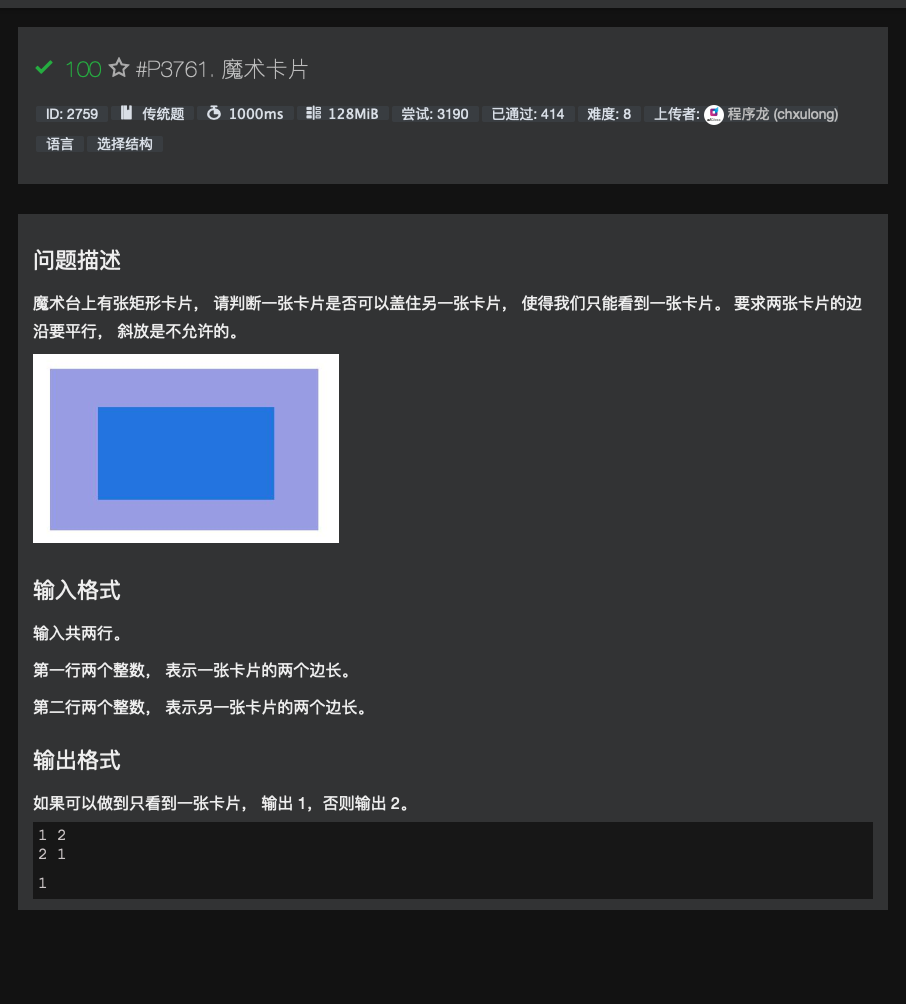 100 #P3761. 魔术卡片
ID: 2759 传统题 1000ms 128MiB 尝试: 3190 已通过: 414 难度: 8 上传者: 程序龙 (chxulong)
语言 选择结构
问题描述
魔术台上有张矩形卡片， 请判断一张卡片是否可以盖住另一张卡片， 使得我们只能看到一张卡片。 要求两张卡片的边
沿要平行， 斜放是不允许的。
输入格式
输入共两行。
第一行两个整数， 表示一张卡片的两个边长。
第二行两个整数， 表示另一张卡片的两个边长。
输出格式
如果可以做到只看到一张卡片， 输出 1，否则输出 2。
1 2
2 1
1